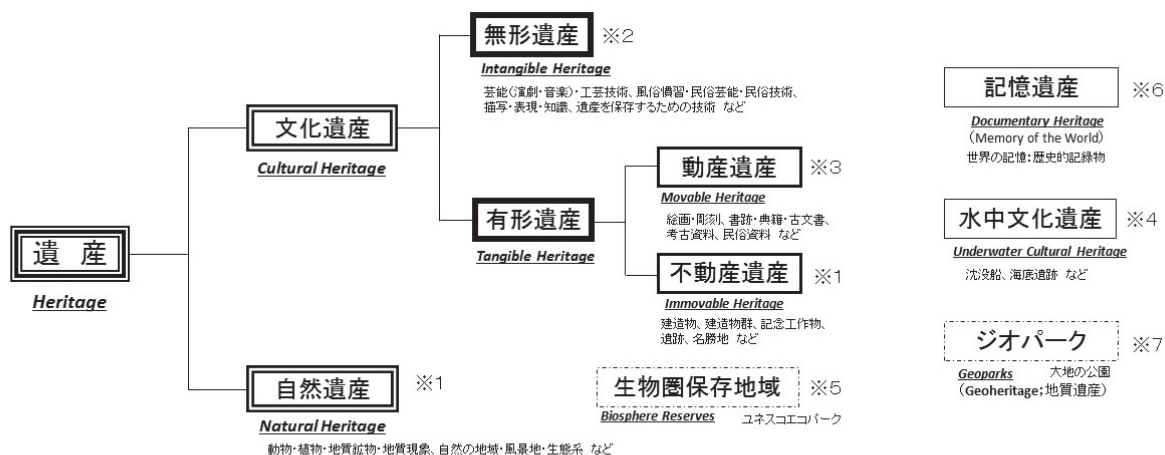 遺 産
Heritage
文化遺産
Cultural Heritage
自然遺産 ※1
Natural Heritage
動物・植物・地質鉱物・地質現象、自然の地域・風景地・生態系 など
無形遺産 ※2
Intangible Heritage
芸能(演劇・音楽)・工芸技術、風俗慣習・民俗芸能・民俗技術、
描写・表現・知識、遺産を保存するための技術 など
有形遺産
Tangible Heritage
動産遺産 ※3
Movable Heritage
絵画・彫刻、書跡・典籍・古文書、
考古資料、民俗資料 など
不動産遺産 ※1
Immovable Heritage
建造物、建造物群、記念工作物、
遺跡、名勝地 など
生物圏保存地域 ※5
Biosphere Reserves ユネスコエコパーク
記憶遺産 ※6
Documentary Heritage
(Memory of the World)
世界の記憶:歴史的記録物
水中文化遺産 ※4
Underwater Cultural Heritage
沈没船、海底遺跡 など
ジオパーク ※7
Geoparks 大地の公園
(Geoheritage;地質遺産)